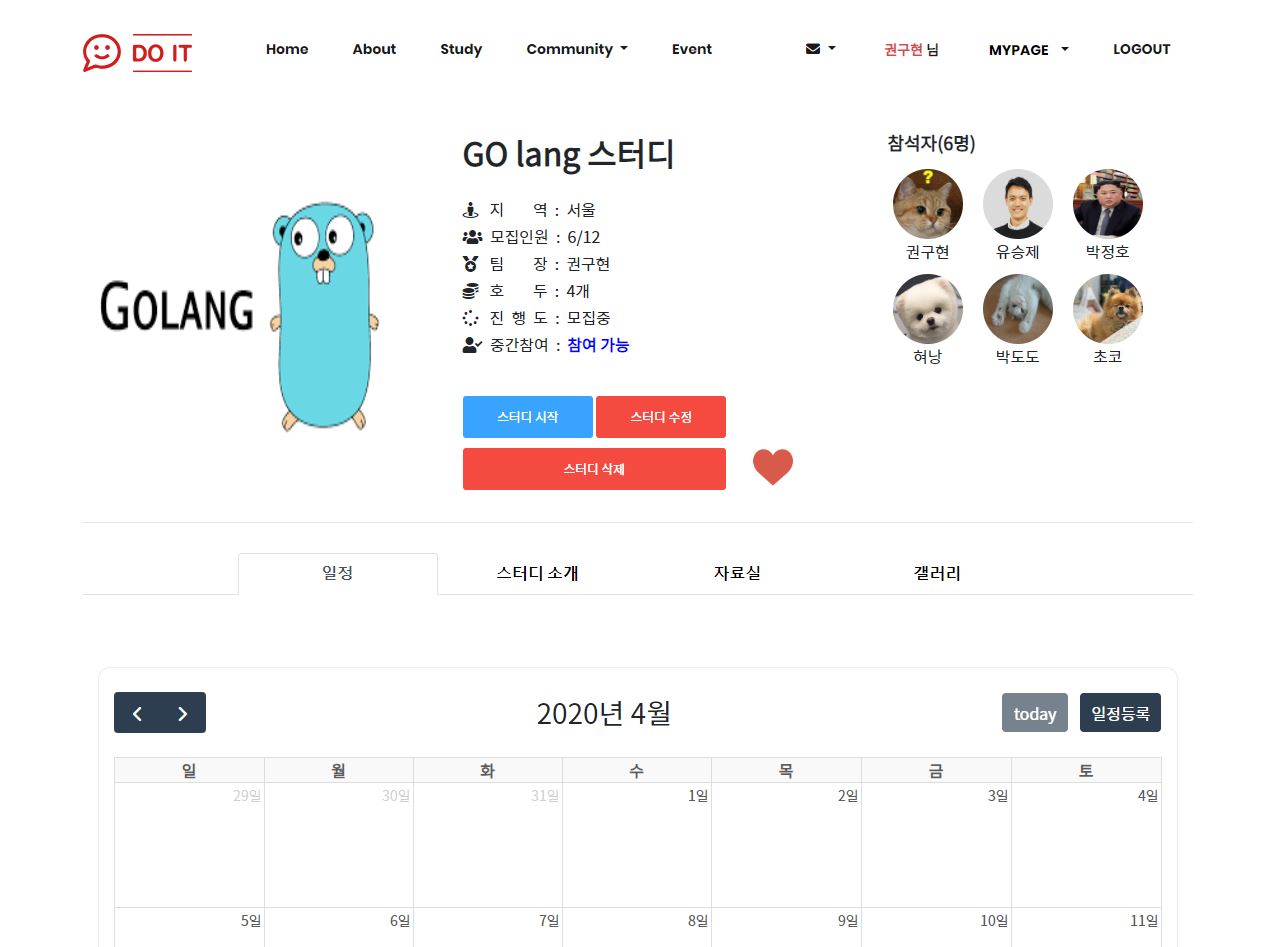 DO IT
Home About Study Community Event 권구현 님 MYPAGE LOGOUT
GOLANG
GO lang 스터디
지 역 : 서울
모집인원 : 6/12
팀 장 : 권구현
호 두 : 4개
진 행 도 : 모집중
중간참여 : 참여 가능
스터디 시작 스터디 수정
스터디 삭제
참석자(6명)
?
권구현 유승제 박정호
허낭 박도도 초코
일정 스터디 소개 자료실 갤러리
2020년 4월 today 일정등록
일 월 화 수 목 금 토
29일 30일 31일 1일 2일 3일 4일
5일 6일 7일 8일 9일 10일 11일